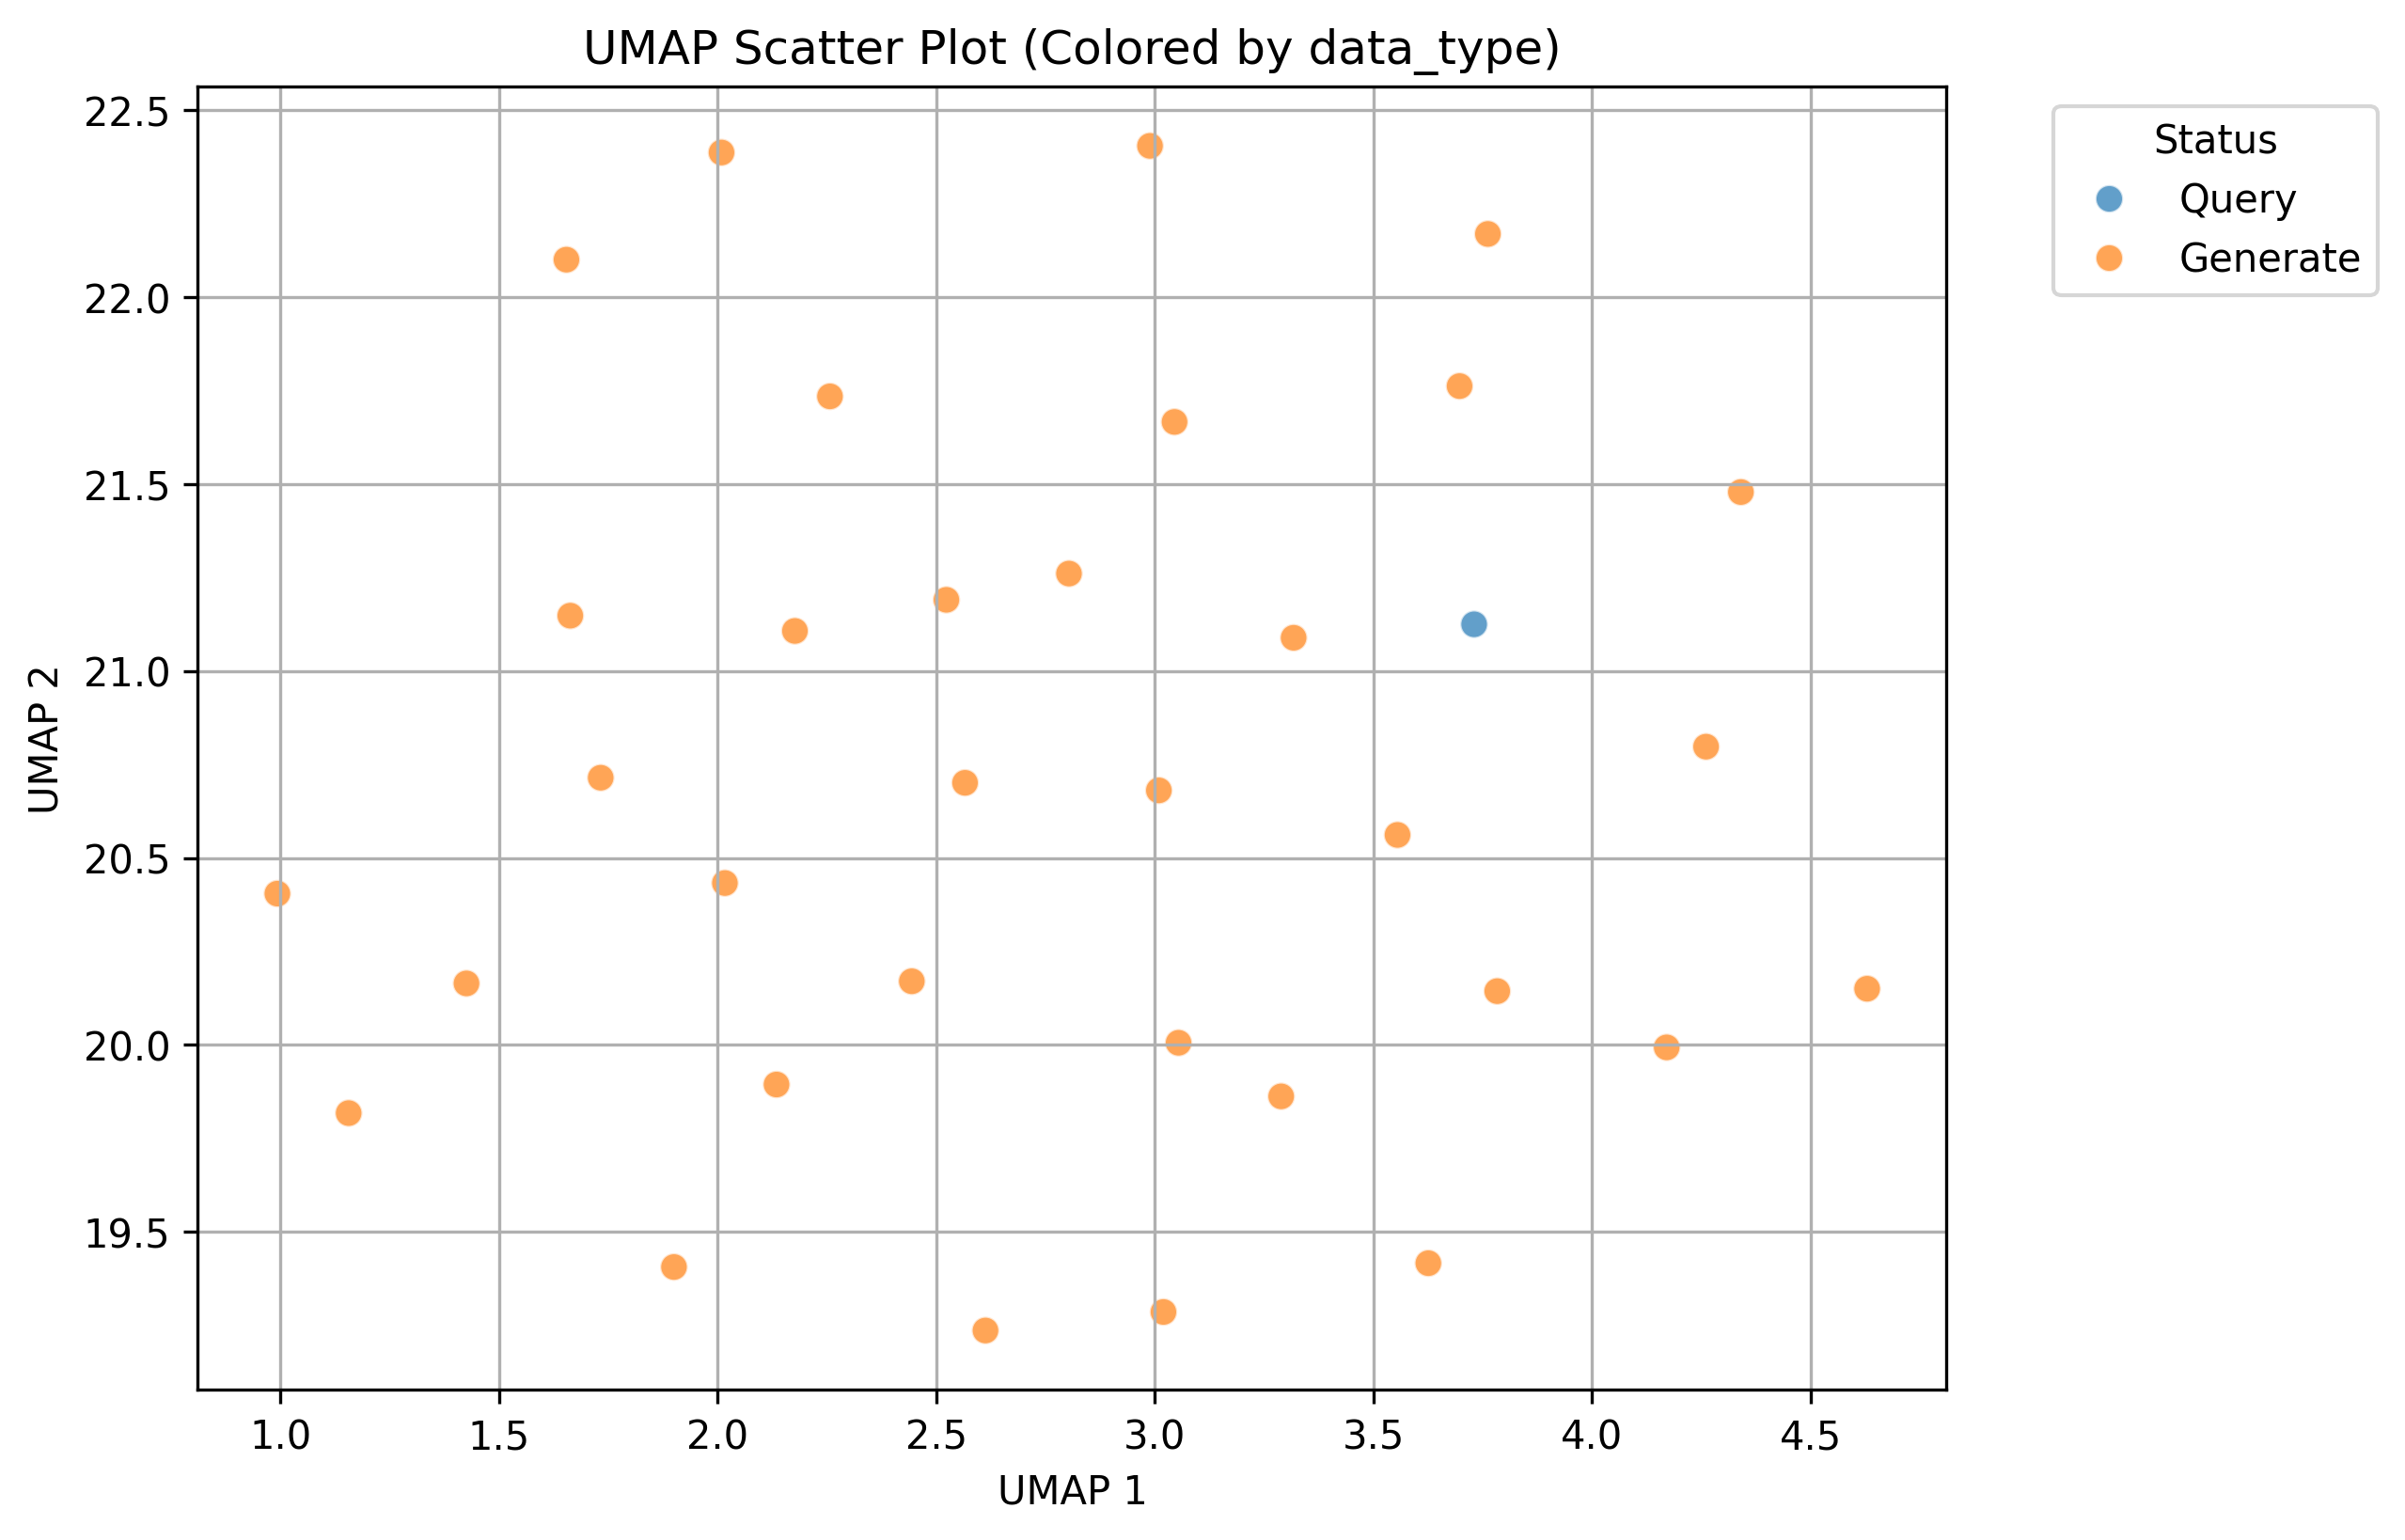 UMAP Scatter Plot (Colored by data_type)
Status
Query
Generate
22.5
22.0
21.5
21.0
20.5
20.0
19.5
UMAP 2
1.0 1.5 2.0 2.5 3.0 3.5 4.0 4.5
UMAP 1